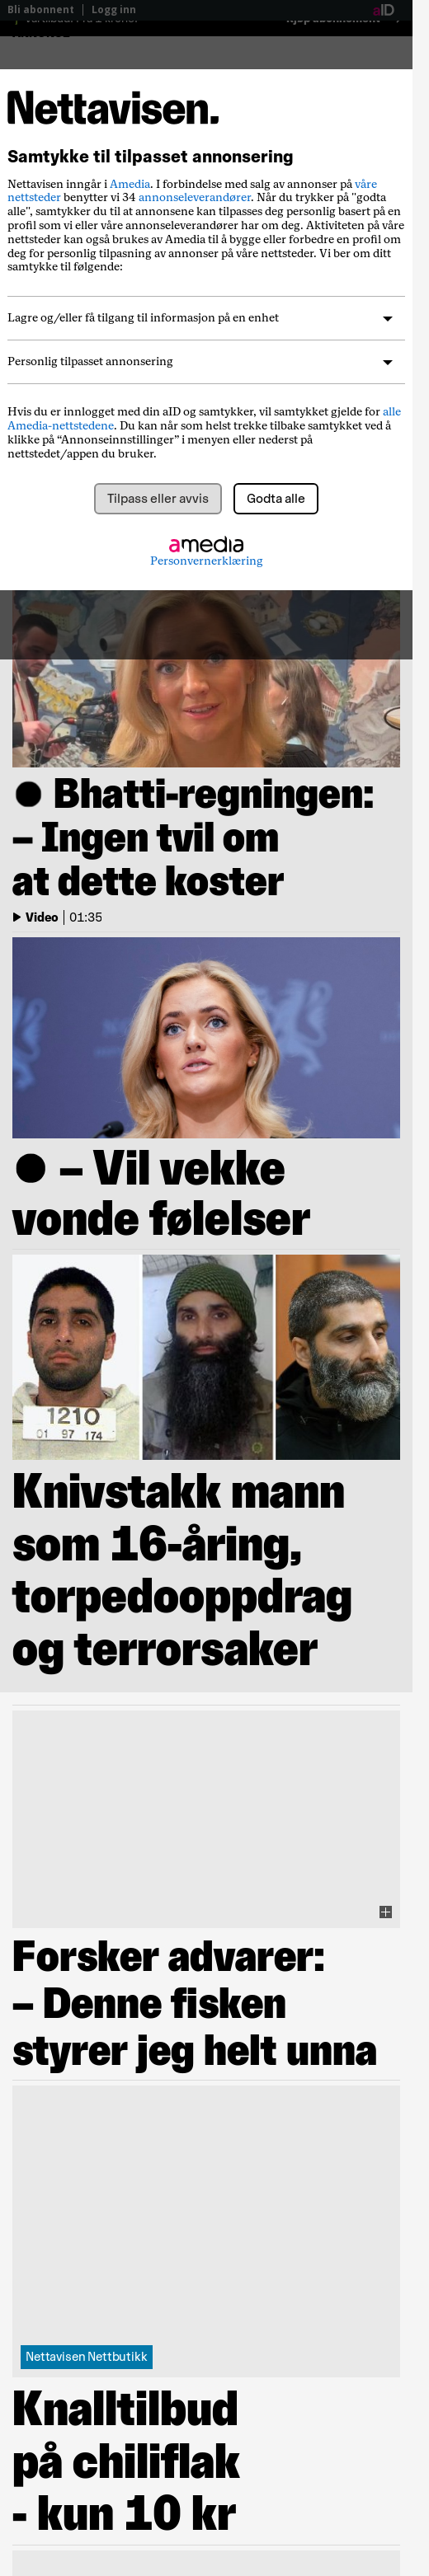 Bli abonnent | Logg inn aID
Nettavisen.
Samtykke til tilpasset annonsering
Nettavisen inngår i Amedia. I forbindelse med salg av annonser på våre
nettsteder benytter vi 34 annonseleverandører. Når du trykker på "godta
alle", samtykker du til at annonsene kan tilpasses deg personlig basert på en
profil som vi eller våre annonseleverandører har om deg. Aktiviteten på våre
nettsteder kan også brukes av Amedia til å bygge eller forbedre en profil om
deg for personlig tilpasning av annonser på våre nettsteder. Vi ber om ditt
samtykke til følgende:
Lagre og/eller få tilgang til informasjon på en enhet
Personlig tilpasset annonsering
Hvis du er innlogget med din aID og samtykker, vil samtykket gjelde for alle
Amedia-nettstedene. Du kan når som helst trekke tilbake samtykket ved å
klikke på “Annonseinnstillinger” i menyen eller nederst på
nettstedet/appen du bruker.
Tilpass eller avvis Godta alle
amedia
Personvernerklæring
Bhatti-regningen:
– Ingen tvil om
at dette koster
Video | 01:35
– Vil vekke
vonde følelser
1210
01 97 174
Knivstakk mann
som 16-åring,
torpedooppdrag
og terrorsaker
Forsker advarer:
– Denne fisken
styrer jeg helt unna
Nettavisen Nettbutikk
Knalltilbud
på chiliflak
- kun 10 kr